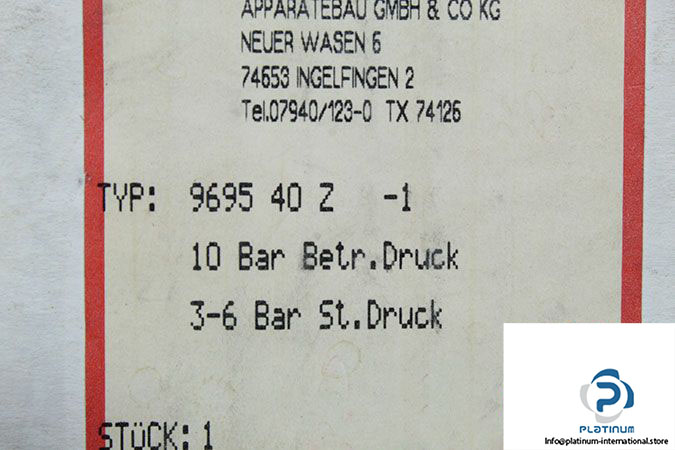 APPARATEBAU GMBH & CO KG
NEUER WASEN 6
74653 INGELFINGEN 2
Tel.07940/123-0 TX 74126
TYP: 9695 40 Z -1
10 Bar Betr.Druck
3-6 Bar St.Druck
STüCK: 1
PLATINUM
Info@platinum-international.store